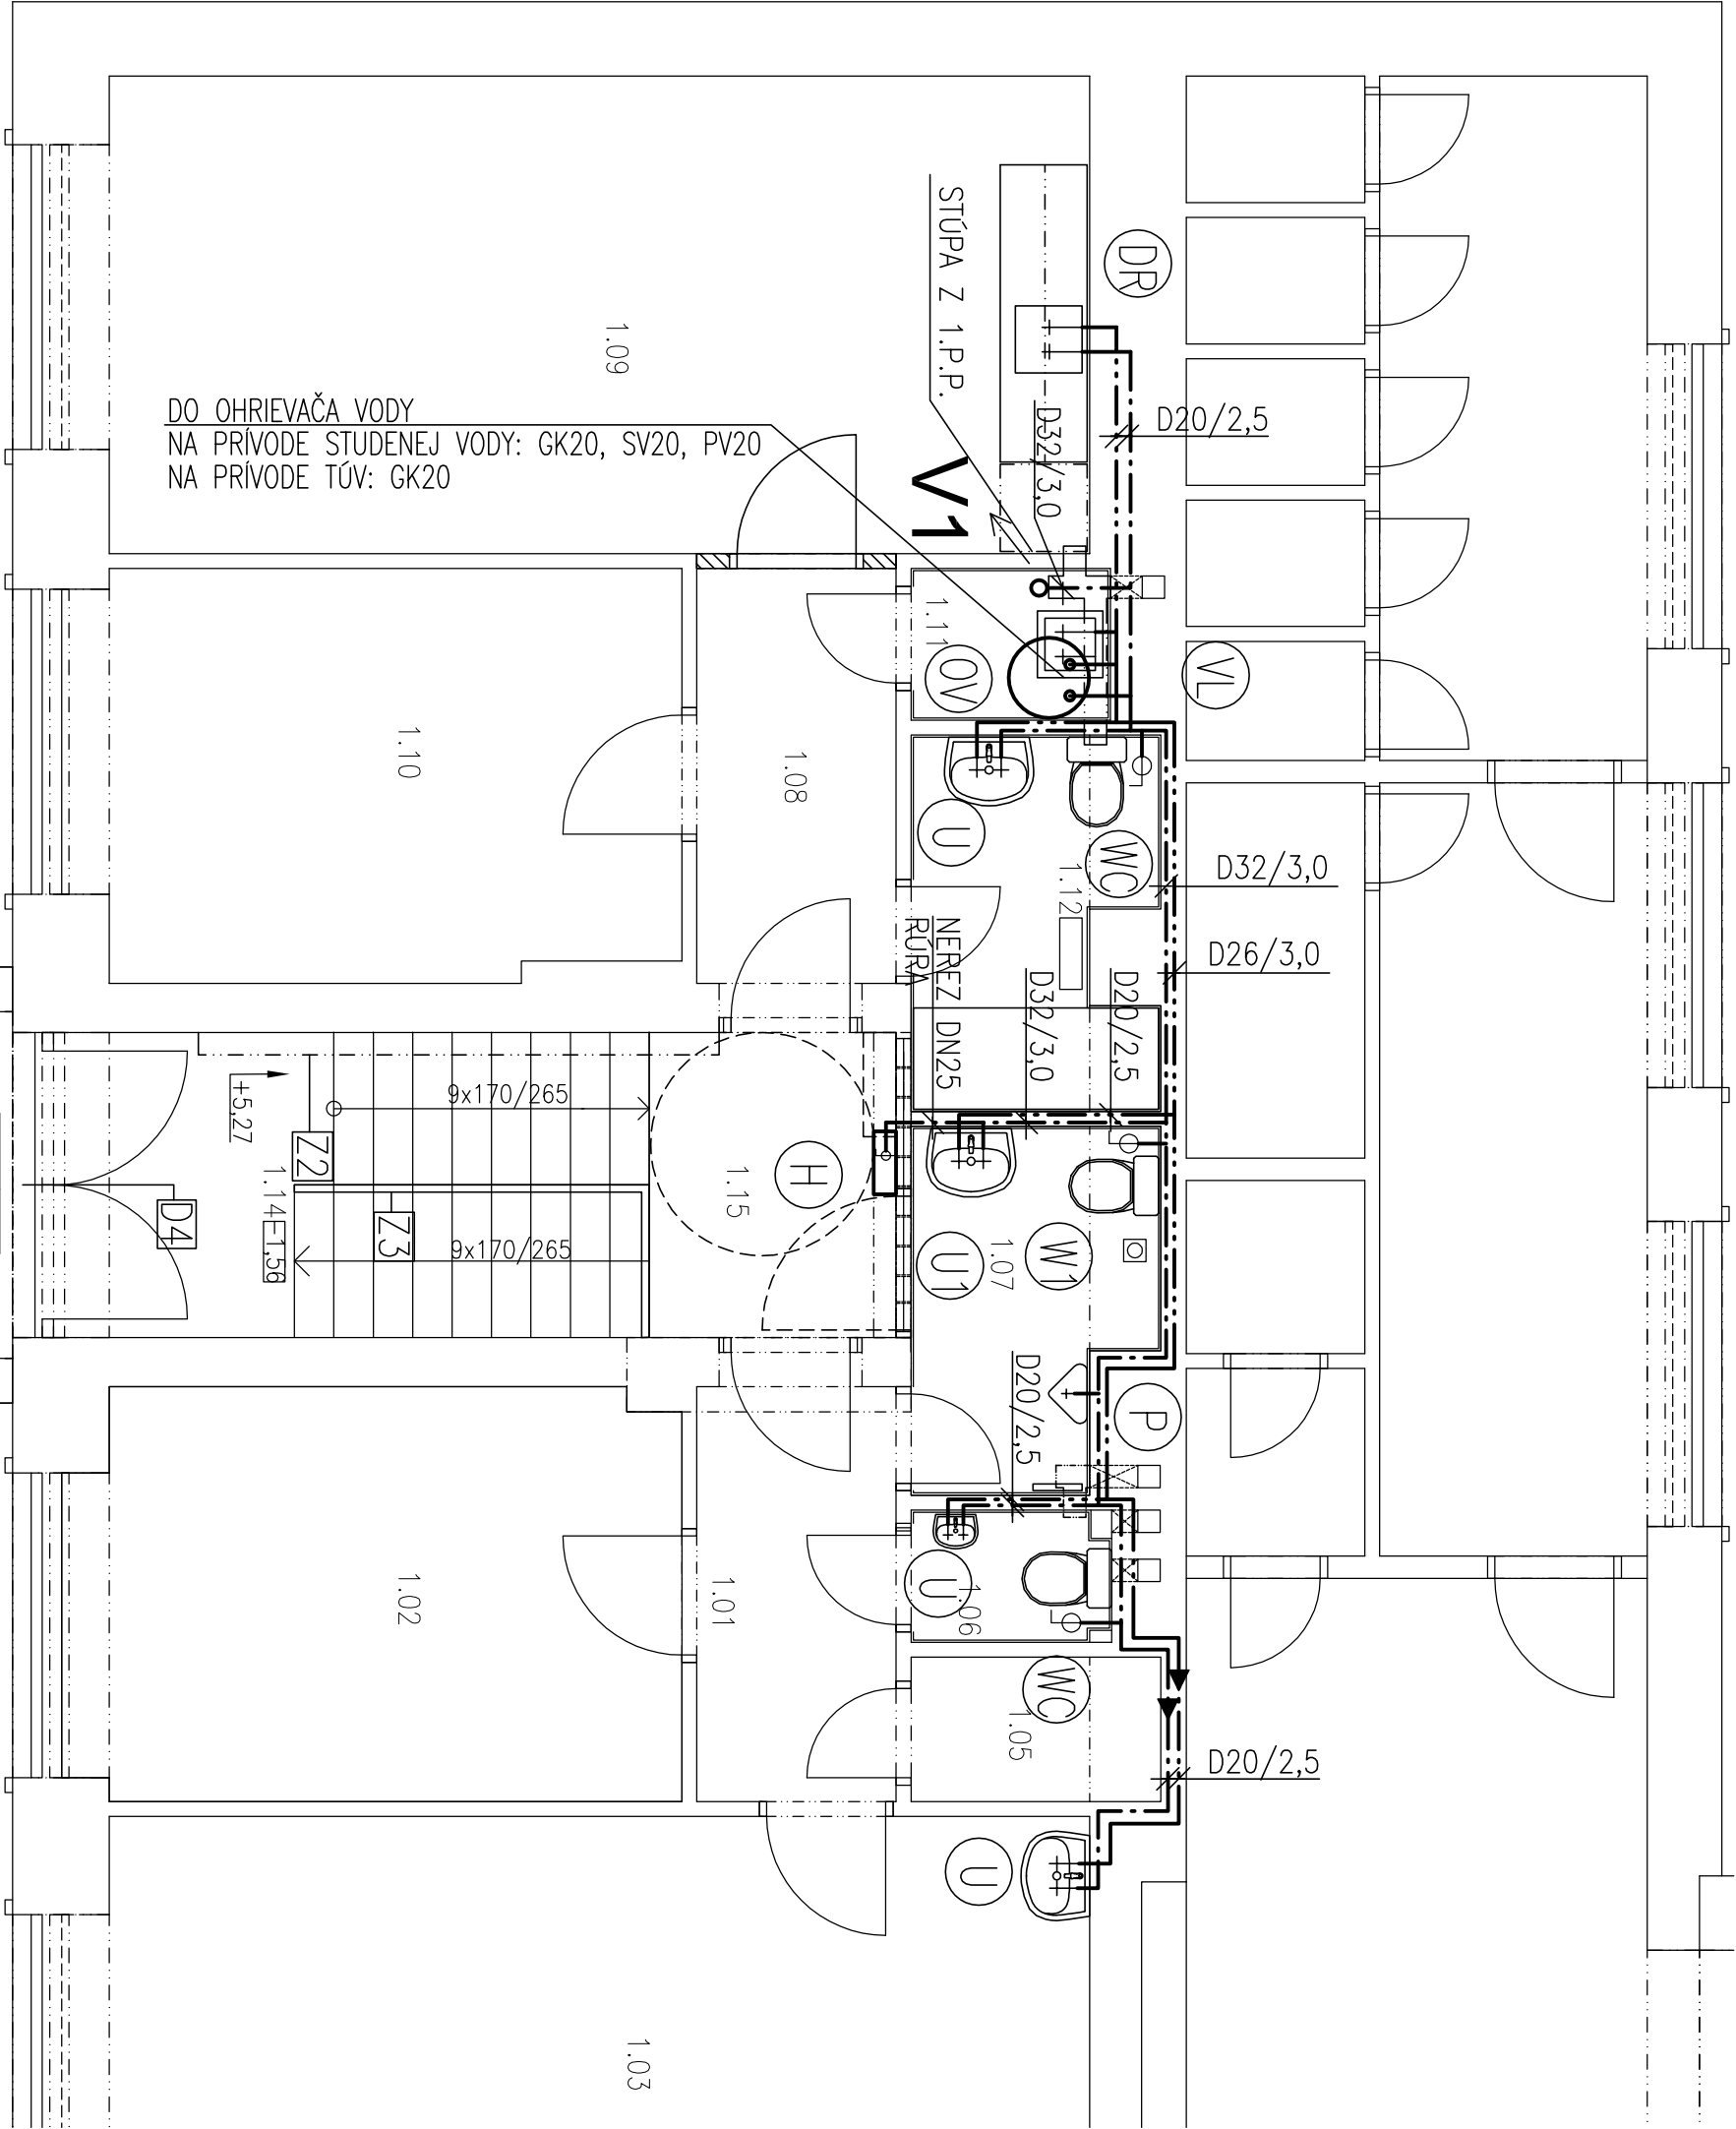 STÚPA Z 1.P.P.
DR
1.09
DO OHRIEVAČA VODY
NA PRÍVODE STUDENEJ VODY: GK20, SV20, PV20
NA PRÍVODE TÚV: GK20
V1
D32/3,0
D20/2,5
1.11
OV
VL
1.10
1.08
U
WC
1.12
D32/3,0
D26/3,0
NEREZ DN25
RÚRA
D32/3,0
D20/2,5
+5,27
9x170/265
Z2
1.14
-1,56
D4
Z3
9x170/265
1.15
H
U1
1.07
W1
D20/2,5
P
1.02
1.01
U
1.06
WC
1.05
D20/2,5
U
1.03